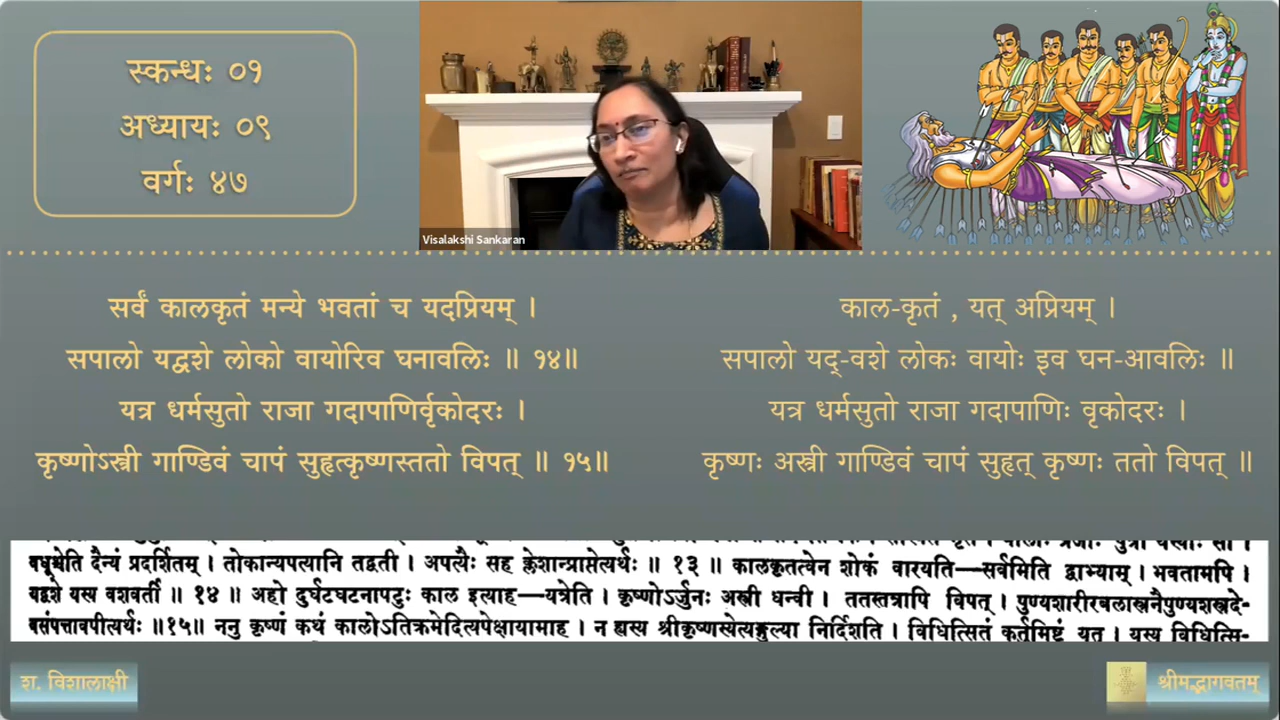 स्कन्धः ०१
अध्यायः ०९
वर्गः ४७
Visalakshi Sankaran
सर्वं कालकृतं मन्ये भवतां च यदप्रियम् ।
सपालो यद्वशे लोको वायोरिव घनावलिः ॥ १४॥
यत्र धर्मसुतो राजा गदापाणिर्वृकोदरः ।
कृष्णोऽस्त्री गाण्डिवं चापं सुहृत्कृष्णस्ततो विपत् ॥ १५॥
काल-कृतं , यत् अप्रियम् ।
सपालो यद्-वशे लोकः वायोः इव घन-आवलिः ॥
यत्र धर्मसुतो राजा गदापाणिः वृकोदरः ।
कृष्णः अस्त्री गाण्डिवं चापं सुहृत् कृष्णः ततो विपत् ॥
वधूश्चेति दैन्यं प्रदर्शितम् । तोकान्यपत्यानि तद्वती । अपत्यैः सह क्लेशान्प्राप्तेत्यर्थः ॥ १३ ॥ कालकृतत्वेन शोकं वारयति—सर्वमिति द्वाभ्याम् । भवतामपि ।
यद्वशे यस्य वशवर्ती ॥ १४ ॥ अहो दुर्घटघटनापटुः काल इत्याह—यत्रेति । कृष्णोऽर्जुनः अस्त्री धन्वी । ततस्तत्रापि विपत् । पुण्यशारीरबलास्त्रनैपुण्यशस्त्रदे-
वसंपत्तावपीत्यर्थः ॥१५॥ ननु कृष्णं कथं कालोऽतिक्रमेदित्यपेक्षायामाह । न ह्यस्य श्रीकृष्णस्येत्यङ्गुल्या निर्दिशति । विधित्सितं कर्तुमिष्टं यत् । यस्य विधित्सि-
श. विशालाक्षी
श्रीमद्भागवतम्